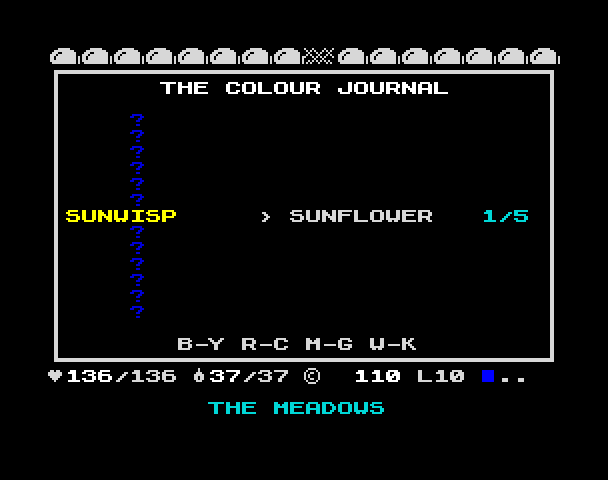 THE COLOUR JOURNAL
?
?
?
?
?
?
SUNWISP > SUNFLOWER 1/5
?
?
?
?
?
?
B-Y R-C M-G W-K
♥136/136 37/37 © 110 L10 ■..
THE MEADOWS